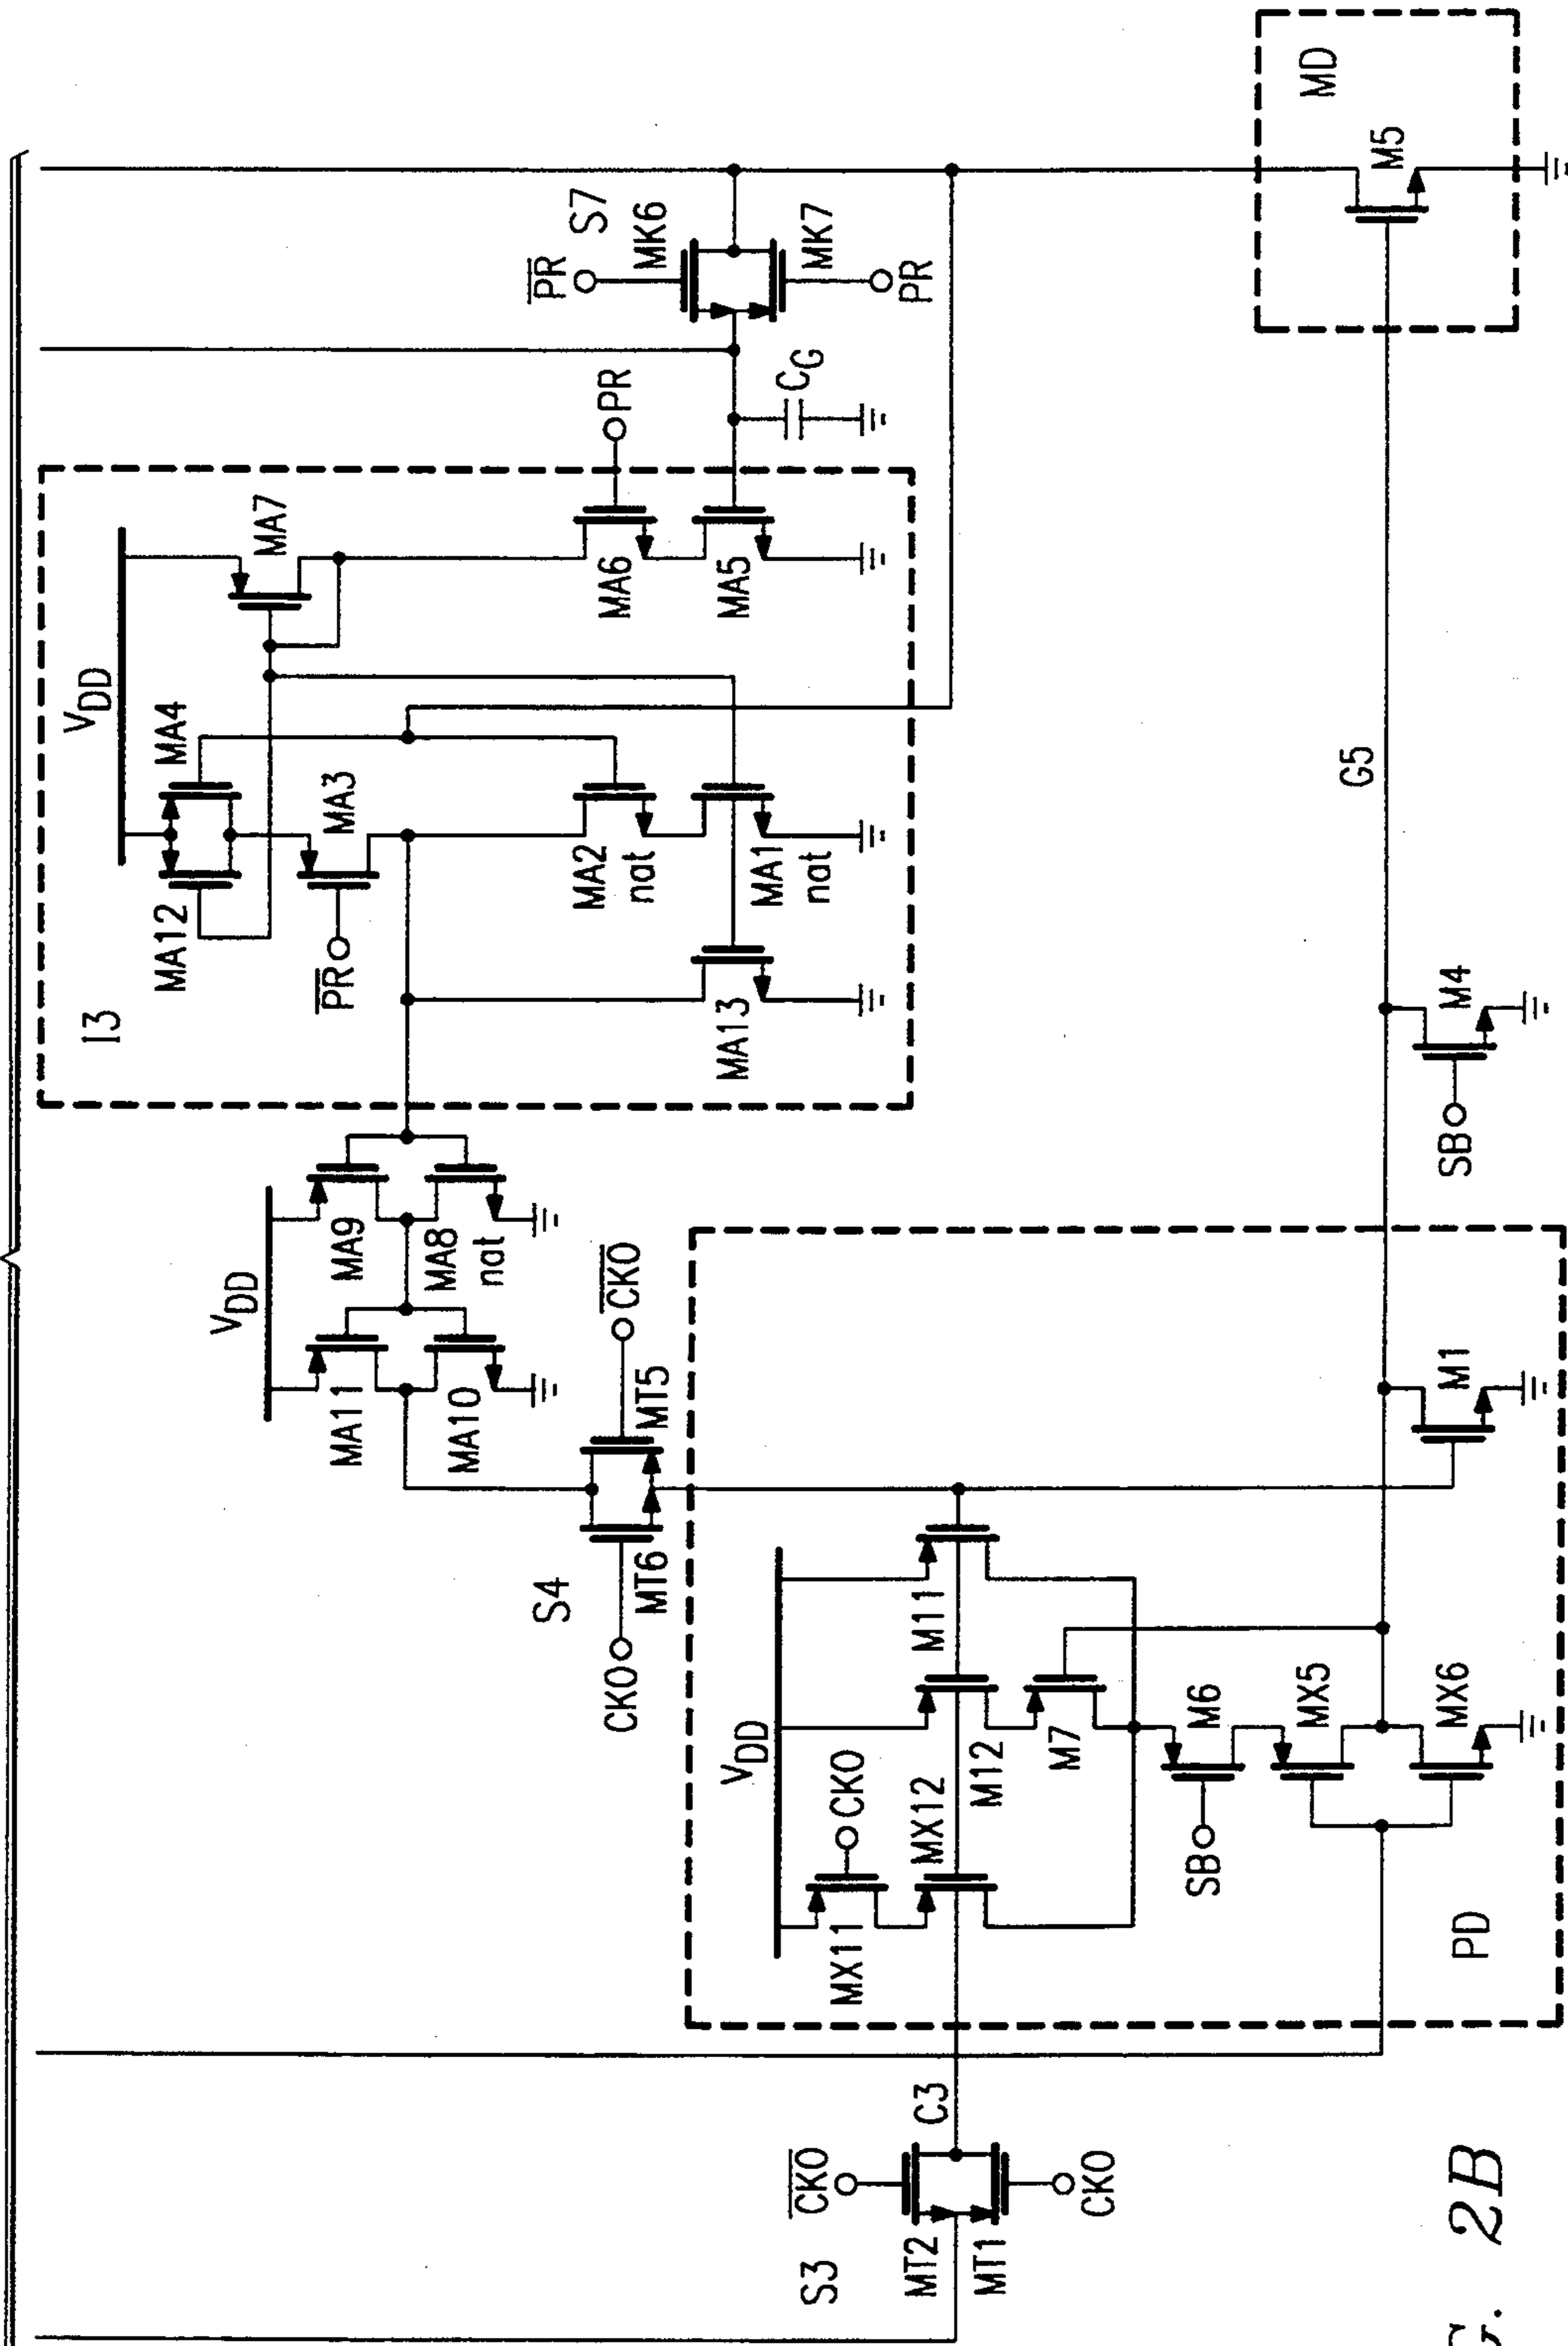 MD
M5
S7
PR
MK6
MK7
PR
PR
CG
MA7
MA6
MA5
VDD
MA4
MA3
MA12
PR
MA2
nat
MA1
nat
MA13
I3
G5
M4
SB
VDD
MA9
MA8
nat
MA11
MA10
CKO
MT5
MT6
S4
CKO
M1
VDD
M11
M12
M7
MX12
MX11
CKO
M6
SB
MX5
MX6
PD
C3
CKO
MT2
MT1
CKO
S3
G. 2B